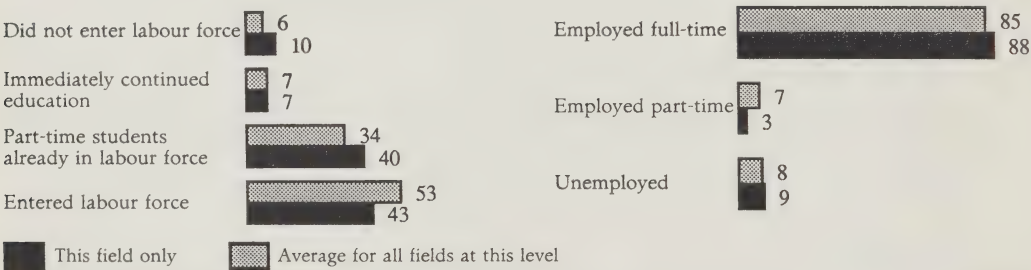 Did not enter labour force 6
10
Immediately continued
education
7
7
Part-time students
already in labour force
34
40
Entered labour force
53
43
Employed full-time
85
88
Employed part-time
7
3
Unemployed
8
9
This field only
Average for all fields at this level